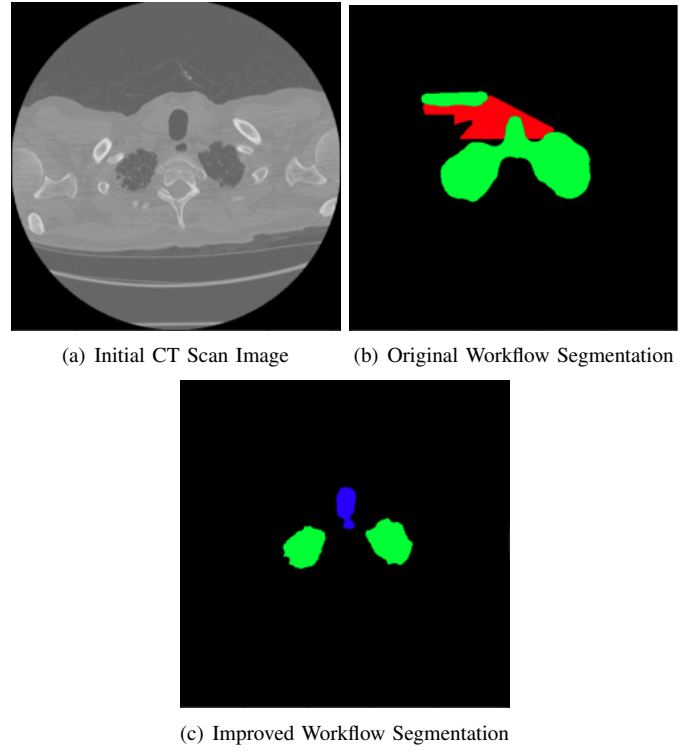 (a) Initial CT Scan Image
(b) Original Workflow Segmentation
(c) Improved Workflow Segmentation